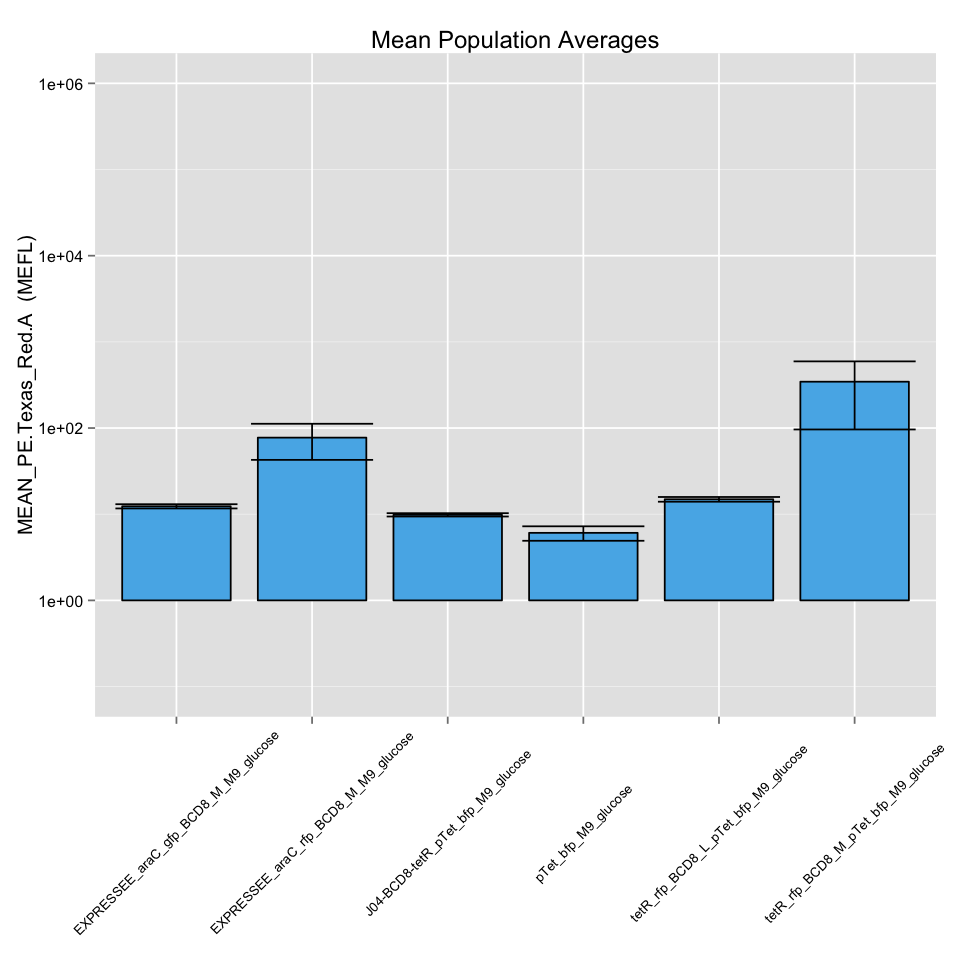 Mean Population Averages
MEAN_PE.Texas_Red.A (MEFL)
1e+06
1e+04
1e+02
1e+00
EXPRESSEE_araC_gfp_BCD8_M_M9_glucose
EXPRESSEE_araC_rfp_BCD8_M_M9_glucose
J04-BCD8-tetR_pTet_bfp_M9_glucose
pTet_bfp_M9_glucose
tetR_rfp_BCD8_L_pTet_bfp_M9_glucose
tetR_rfp_BCD8_M_pTet_bfp_M9_glucose